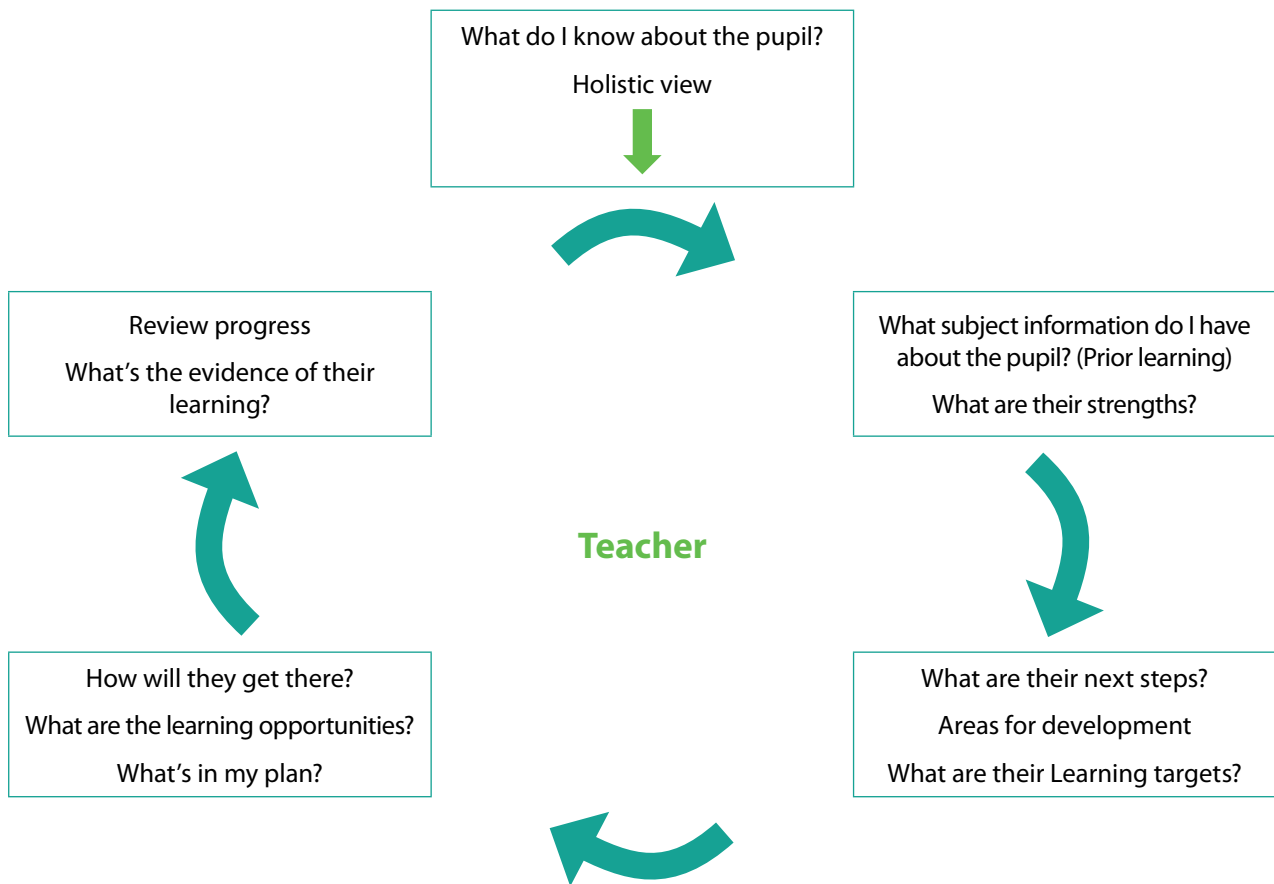 What do I know about the pupil?
Holistic view
What subject information do I have
about the pupil? (Prior learning)
What are their strengths?
What are their next steps?
Areas for development
What are their Learning targets?
How will they get there?
What are the learning opportunities?
What’s in my plan?
Review progress
What’s the evidence of their
learning?
Teacher